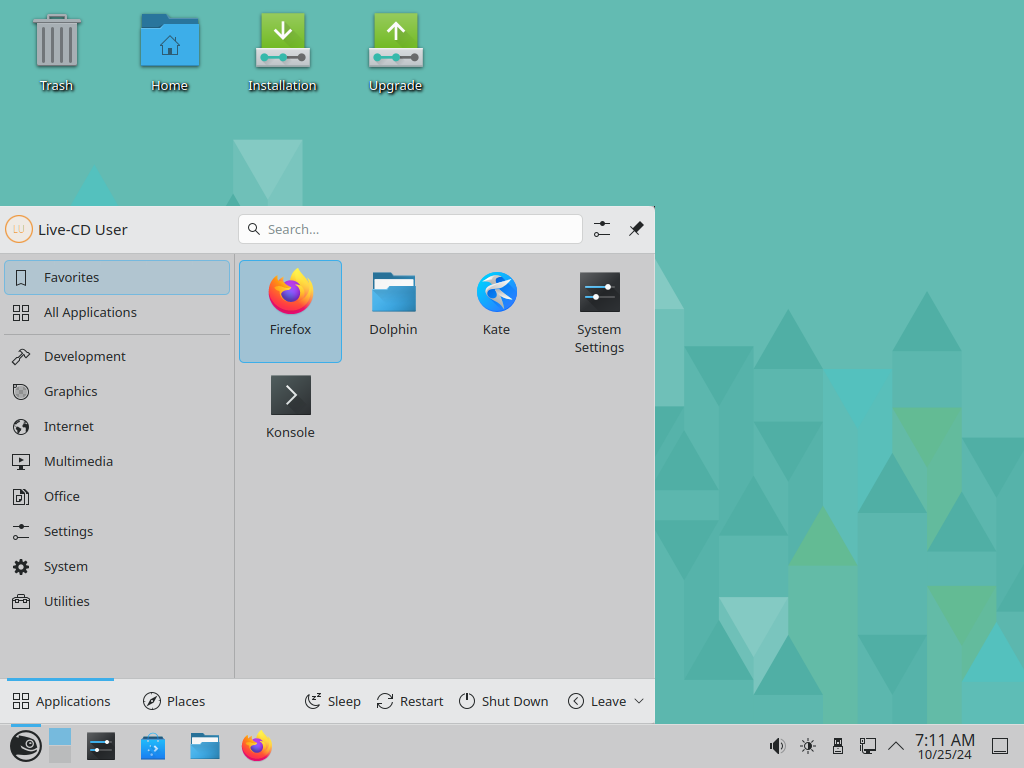 Trash
Home
Installation
Upgrade
LU
Live-CD User
Search...
Favorites
All Applications
Development
Graphics
Internet
Multimedia
Office
Settings
System
Utilities
Firefox
Dolphin
Kate
System
Settings
Konsole
Applications
Places
Sleep
Restart
Shut Down
Leave
7:11 AM
10/25/24